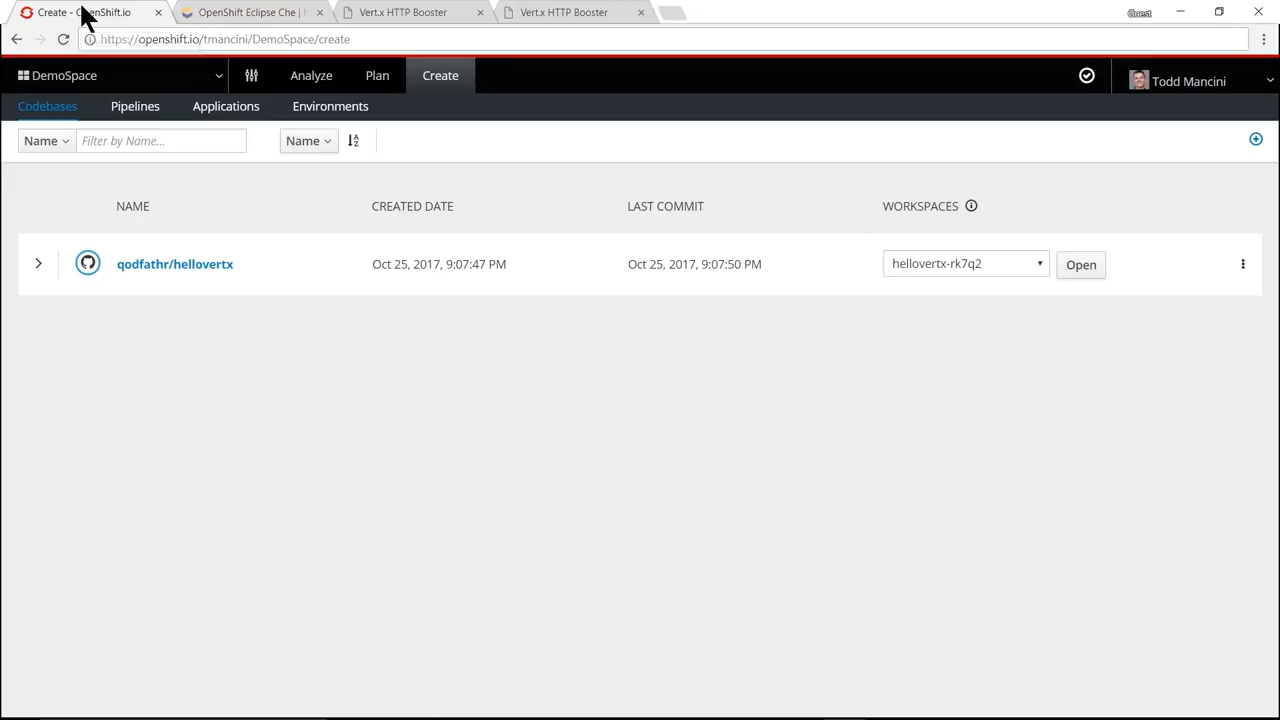 Create - OpenShift.io
OpenShift Eclipse Che |
Vert.x HTTP Booster
Vert.x HTTP Booster
Guest
https://openshift.io/tmancini/DemoSpace/create
DemoSpace
Analyze
Plan
Create
Todd Mancini
Codebases
Pipelines
Applications
Environments
Name
Filter by Name...
Name
NAME
CREATED DATE
LAST COMMIT
WORKSPACES
qodfathr/hellovertx
Oct 25, 2017, 9:07:47 PM
Oct 25, 2017, 9:07:50 PM
hellovertx-rk7q2
Open